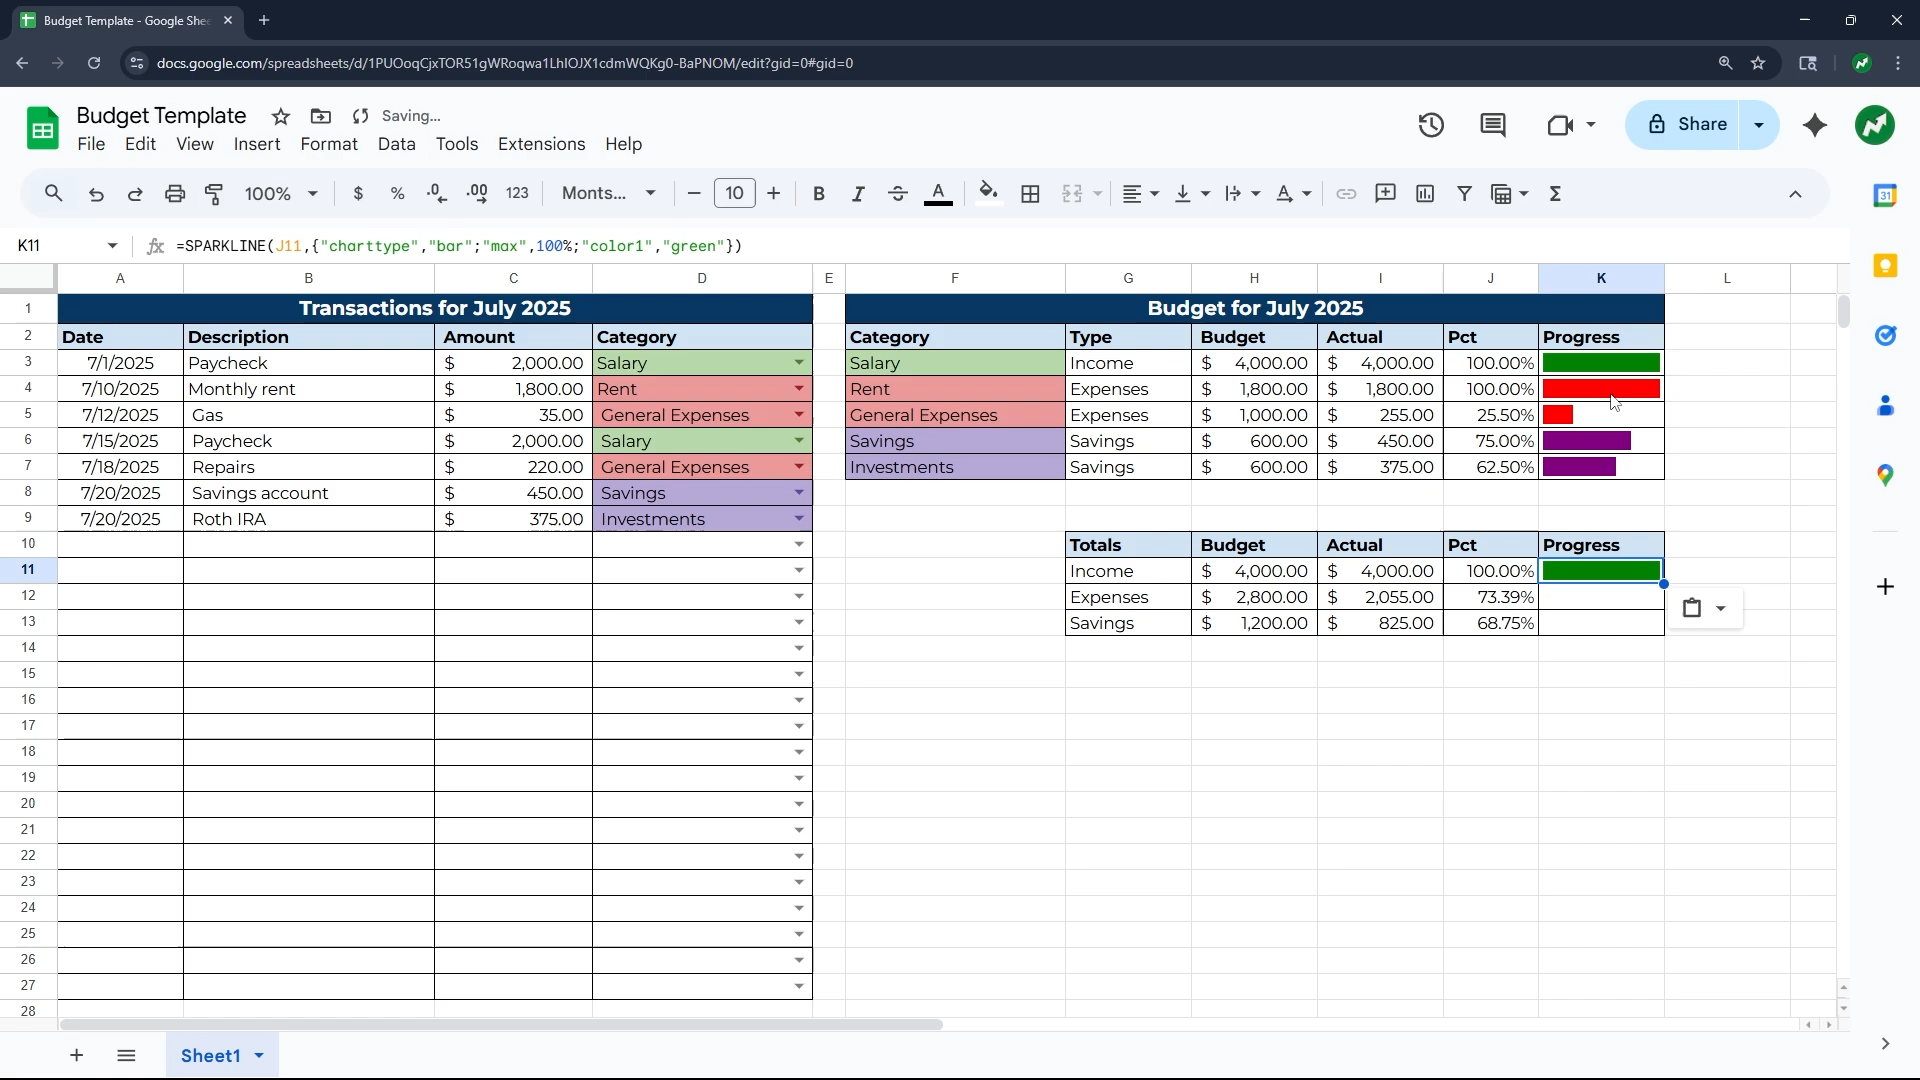 Budget Template - Google Shee
docs.google.com/spreadsheets/d/1PUOoqCjxTOR51gWRoqwa1LhIOJX1cdmWQKg0-BaPNOM/edit?gid=0#gid=0
Budget Template Saving...
File Edit View Insert Format Data Tools Extensions Help
Share
100% $ % .0 .00 123 Monts... 10 B I S A Σ
K11 fx =SPARKLINE(J11,{"charttype","bar";"max",100%;"color1","green"})
A B C D E F G H I J K L
1 Transactions for July 2025 Budget for July 2025
2 Date Description Amount Category Category Type Budget Actual Pct Progress
3 7/1/2025 Paycheck $ 2,000.00 Salary Salary Income $ 4,000.00 $ 4,000.00 100.00%
4 7/10/2025 Monthly rent $ 1,800.00 Rent Rent Expenses $ 1,800.00 $ 1,800.00 100.00%
5 7/12/2025 Gas $ 35.00 General Expenses General Expenses Expenses $ 1,000.00 $ 255.00 25.50%
6 7/15/2025 Paycheck $ 2,000.00 Salary Savings Savings $ 600.00 $ 450.00 75.00%
7 7/18/2025 Repairs $ 220.00 General Expenses Investments Savings $ 600.00 $ 375.00 62.50%
8 7/20/2025 Savings account $ 450.00 Savings
9 7/20/2025 Roth IRA $ 375.00 Investments
10 Totals Budget Actual Pct Progress
11 Income $ 4,000.00 $ 4,000.00 100.00%
12 Expenses $ 2,800.00 $ 2,055.00 73.39%
13 Savings $ 1,200.00 $ 825.00 68.75%
14
15
16
17
18
19
20
21
22
23
24
25
26
27
28
Sheet1
31